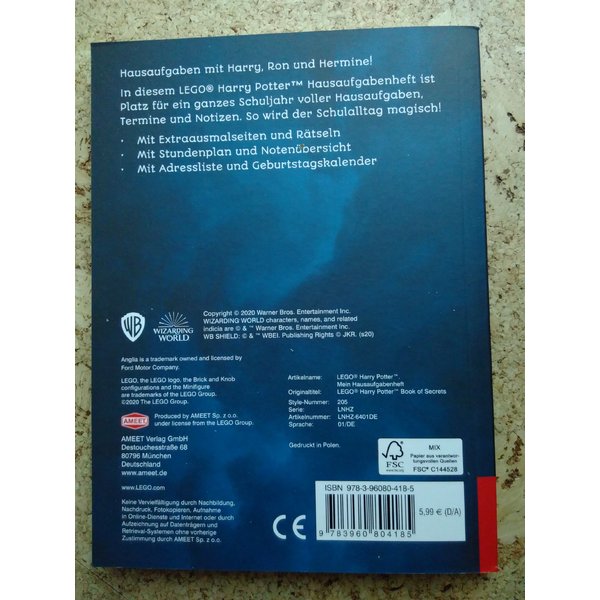 Hausaufgaben mit Harry, Ron und Hermine!
In diesem LEGO® Harry Potter™ Hausaufgabenheft ist
Platz für ein ganzes Schuljahr voller Hausaufgaben,
Termine und Notizen. So wird der Schulalltag magisch!
• Mit Extraausmalseiten und Rätseln
• Mit Stundenplan und Notenübersicht
• Mit Adressliste und Geburtstagskalender
WB
WIZARDING
WORLD
Copyright © 2020 Warner Bros. Entertainment Inc.
WIZARDING WORLD characters, names, and related
indicia are © & ™ Warner Bros. Entertainment Inc.
WB SHIELD: © & ™ WBEI. Publishing Rights © JKR. (s20)
Anglia is a trademark owned and licensed by
Ford Motor Company.
LEGO, the LEGO logo, the Brick and Knob
configurations and the Minifigure
are trademarks of the LEGO Group.
©2020 The LEGO Group.
AMEET
Produced by AMEET Sp. z o.o.
under license from the LEGO Group.
AMEET Verlag GmbH
Destouchesstraße 68
80796 München
Deutschland
www.ameet.de
www.LEGO.com
Keine Vervielfältigung durch Nachbildung,
Nachdruck, Fotokopieren, Aufnahme
in Online-Dienste und Internet oder durch
Aufzeichnung auf Datenträgern und
Retrieval-Systemen ohne vorherige
Zustimmung durch AMEET Sp. z o.o.
Artikelname: LEGO® Harry Potter™
Mein Hausaufgabenheft
Originaltitel: LEGO® Harry Potter™ Book of Secrets
Style-Nummer: 205
Serie: LNHZ
Artikelnummer: LNHZ-6401DE
Sprache: 01/DE
Gedruckt in Polen.
FSC
www.fsc.org
MIX
Papier aus verantwor-
tungsvollen Quellen
FSC® C144528
CE
ISBN 978-3-96080-418-5
5,99 € (D/A)
9 783960 804185